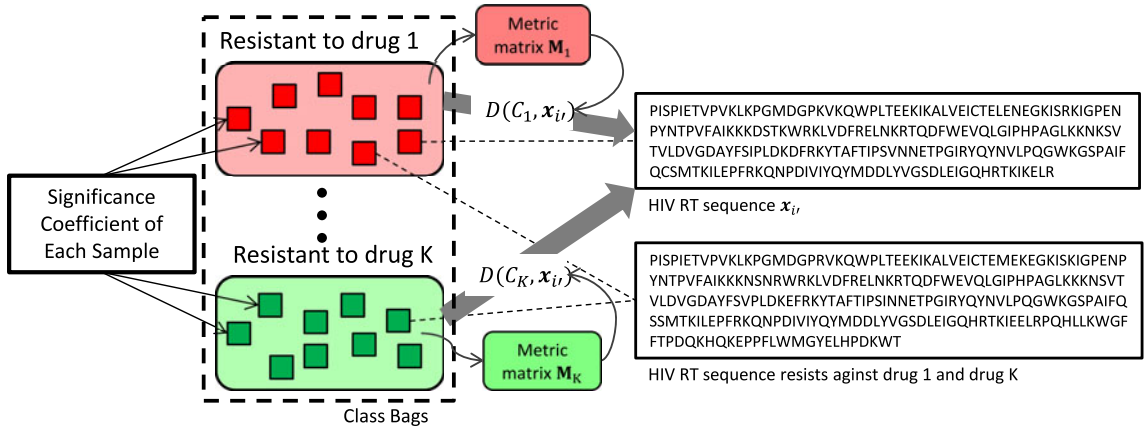 Resistant to drug 1
Metric
matrix M₁
D(C₁, xᵢ′)
PISPIETVPVKLKPGMDGPKVKQWPLTEEKIKALVEICTELENEGKISRKIGPEN
PYNTPVFAIKKKDSTKWRKLVDFRELNKRTQDFWEVQLGIPHPAGLKKNKSV
TVLDVGDAYFSIPLDKDFRKYTAFTIPSVNNETPGIRYQYNVLPQGWKGSPAIF
QCSMTKILEPFRKQNPDIVIYQYMDDLYVGSDLEIGQHRTKIKELR
HIV RT sequence xᵢ′
Significance
Coefficient of
Each Sample
Resistant to drug K
D(C_K, xᵢ′)
Metric
matrix M_K
PISPIETVPVKLKPGMDGPRVKQWPLTEEKIKALVEICTEMEKEGKISKIGPENP
YNTPVFAIKKKNSNRWRKLVDFRELNKRTQDFWEVQLGIPHPAGLKKKNSVT
VLDVGDAYFSVPLDKEFRKYTAFTIPSINNETPGIRYQYNVLPQGWKGSPAIFQ
SSMTKILEPFRKQNPDIVIYQYMDDLYVGSDLEIGQHRTKIEELRPQHLLKWGF
FTPDQKHQKEPPFLWMGYELHPDKWT
HIV RT sequence resists aginst drug 1 and drug K
Class Bags